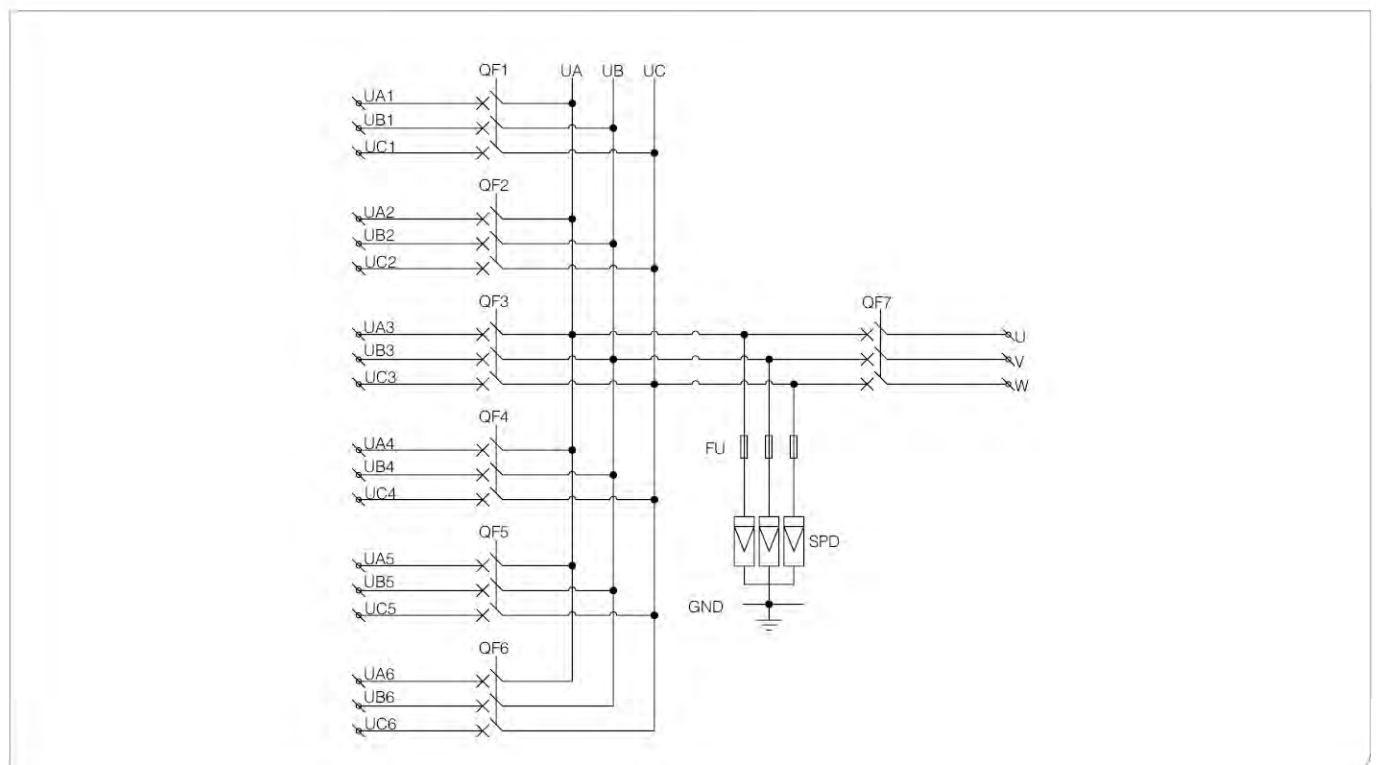 QF1 UA UB UC
UA1
UB1
UC1
QF2
UA2
UB2
UC2
QF3 QF7
UA3 U
UB3 V
UC3 W
QF4
UA4 FU
UB4
UC4
QF5 SPD
UA5
UB5
UC5 GND
QF6
UA6
UB6
UC6